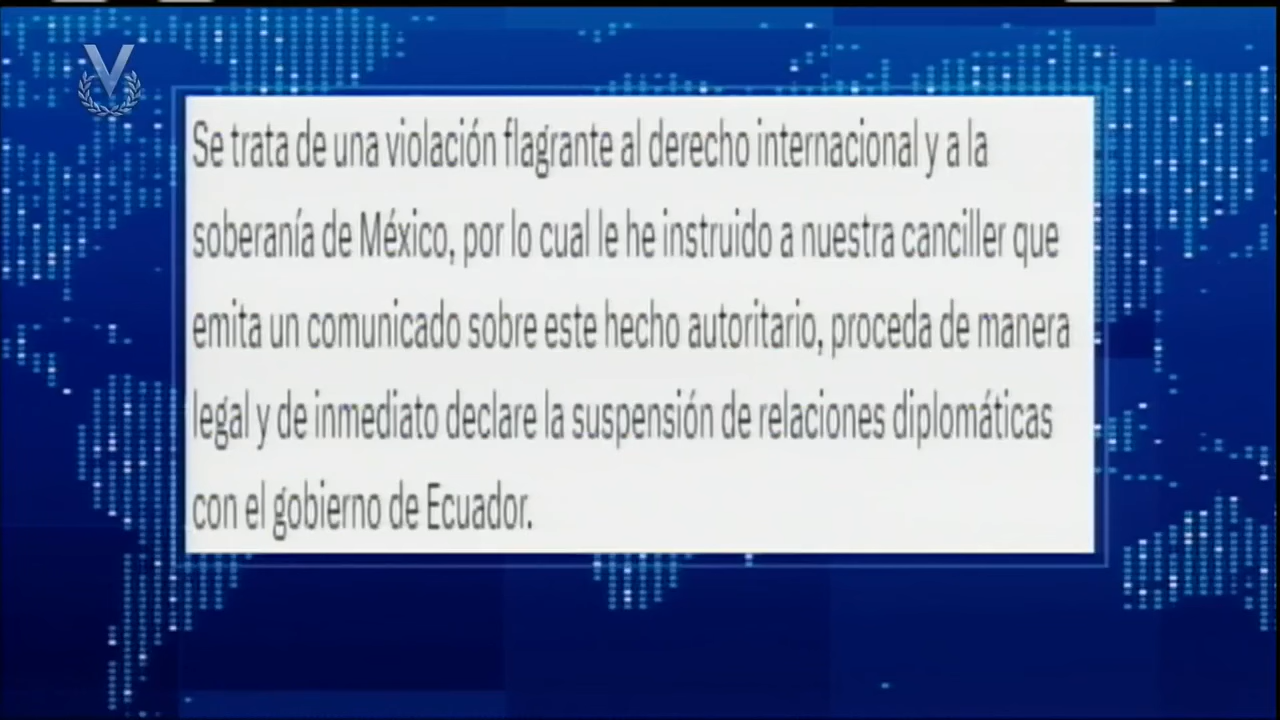 V
Se trata de una violación flagrante al derecho internacional y a la
soberanía de México, por lo cual le he instruido a nuestra canciller que
emita un comunicado sobre este hecho autoritario, proceda de manera
legal y de inmediato declare la suspensión de relaciones diplomáticas
con el gobierno de Ecuador.